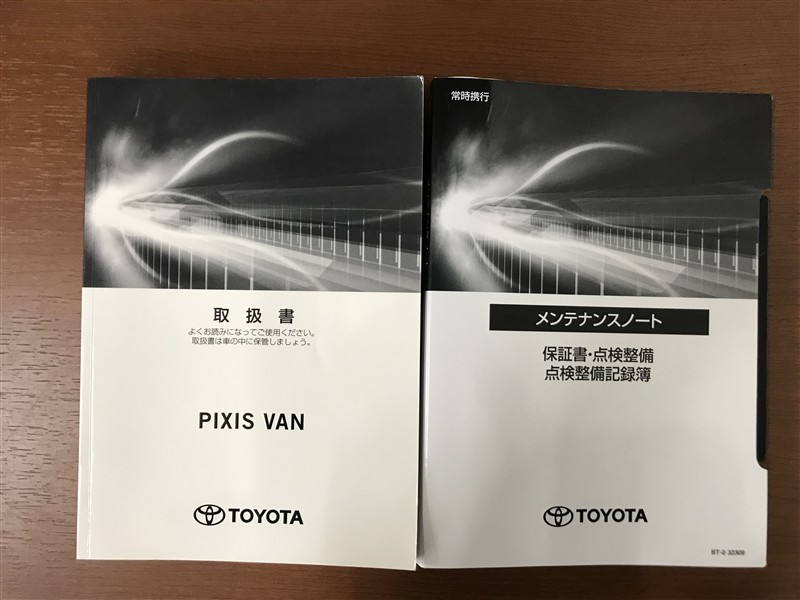 取扱書
よくお読みになってご使用ください。
取扱書は車の中に保管しましょう。
PIXIS VAN
TOYOTA
常時携行
メンテナンスノート
保証書・点検整備
点検整備記録簿
TOYOTA